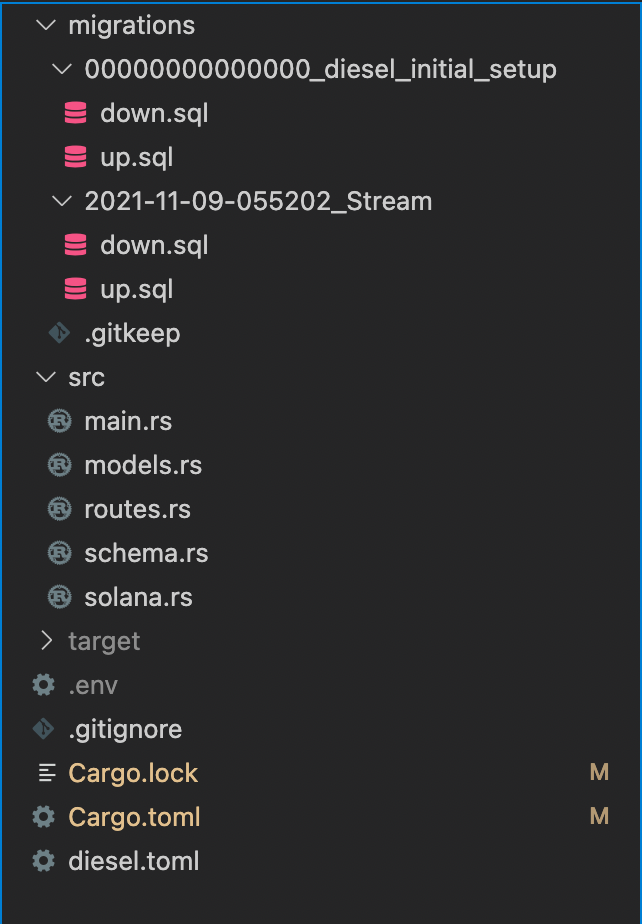 migrations
00000000000000_diesel_initial_setup
down.sql
up.sql
2021-11-09-055202_Stream
down.sql
up.sql
.gitkeep
src
main.rs
models.rs
routes.rs
schema.rs
solana.rs
target
.env
.gitignore
Cargo.lock M
Cargo.toml M
diesel.toml